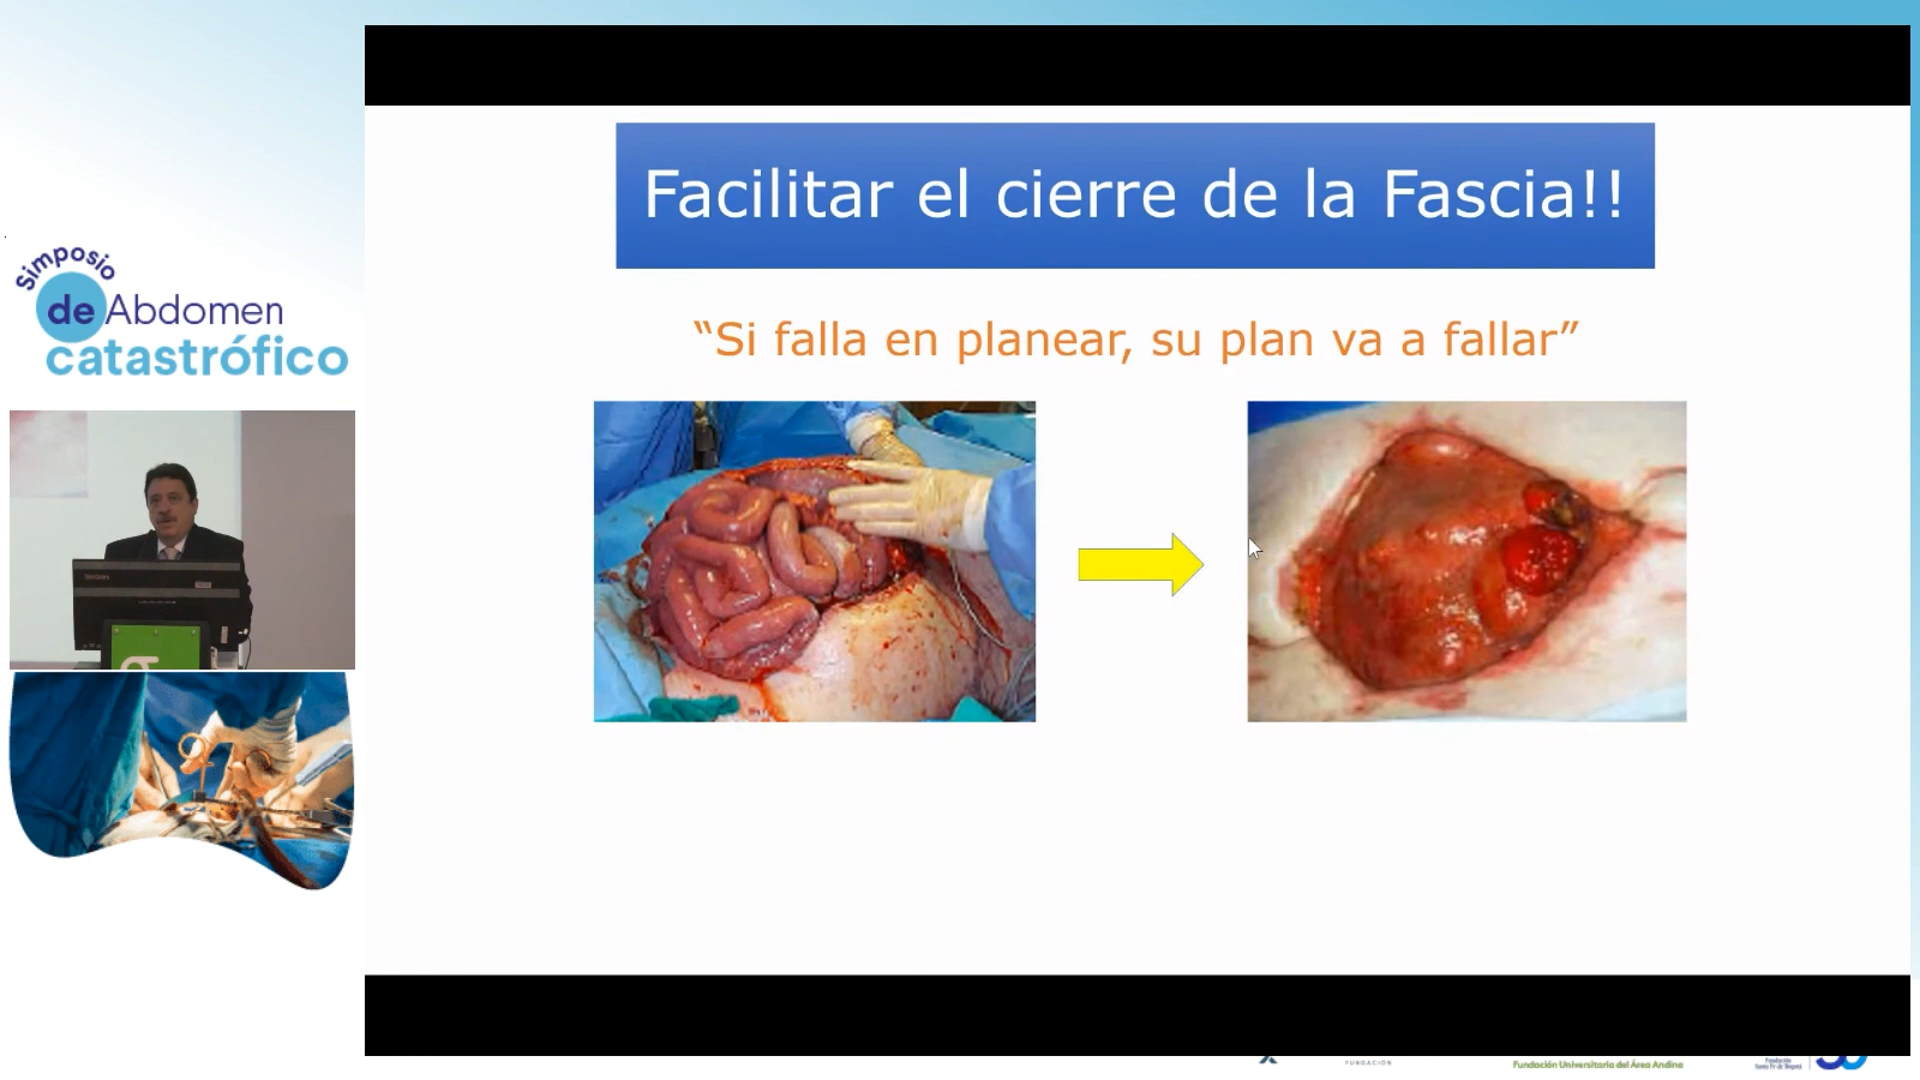 Simposio
de Abdomen
catastrófico
Facilitar el cierre de la Fascia!!
“Si falla en planear, su plan va a fallar”
FUNDACIÓN
Fundación Universitaria del Área Andina